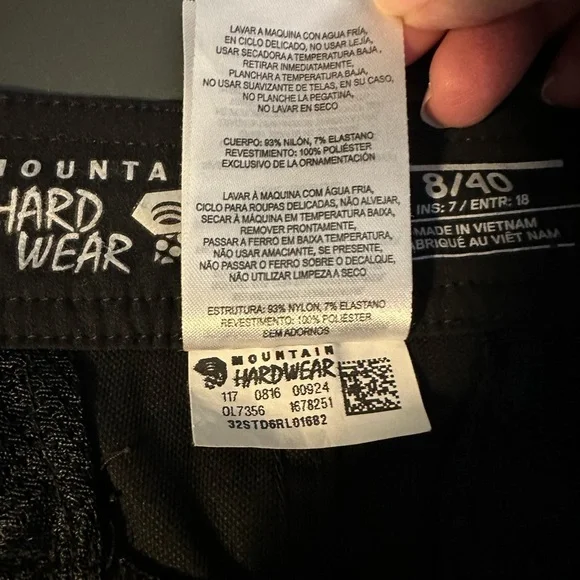 LAVAR A MAQUINA CON AGUA FRIA,
EN CICLO DELICADO, NO USAR LEJÍA,
USAR SECADORA A TEMPERATURA BAJA,
RETIRAR INMEDIATAMENTE,
PLANCHAR A TEMPERATURA BAJA,
NO USAR SUAVIZANTE DE TELAS, EN SU CASO,
NO PLANCHE LA PEGATINA,
NO LAVAR EN SECO
CUERPO: 93% NILÓN, 7% ELASTANO
REVESTIMIENTO: 100% POLIÉSTER
EXCLUSIVO DE LA ORNAMENTACIÓN
LAVAR À MÁQUINA COM ÁGUA FRIA,
CICLO PARA ROUPAS DELICADAS, NÃO ALVEJAR,
SECAR À MÁQUINA EM TEMPERATURA BAIXA,
REMOVER PRONTAMENTE,
PASSAR A FERRO EM BAIXA TEMPERATURA,
NÃO USAR AMACIANTE, SE PRESENTE,
NÃO PASSAR O FERRO SOBRE O DECALQUE,
NÃO UTILIZAR LIMPEZA A SECO
ESTRUTURA: 93% NYLON, 7% ELASTANO
REVESTIMENTO: 100% POLIÉSTER
SEM ADORNOS
MOUNTAIN
HARDWEAR
117 0816 00924
OL7356 1678251
32STD6RL01682
MOUNTA
HARD
WEAR
8/40
INS: 7 / ENTR: 18
MADE IN VIETNAM
FABRIQUÉ AU VIÊT NAM